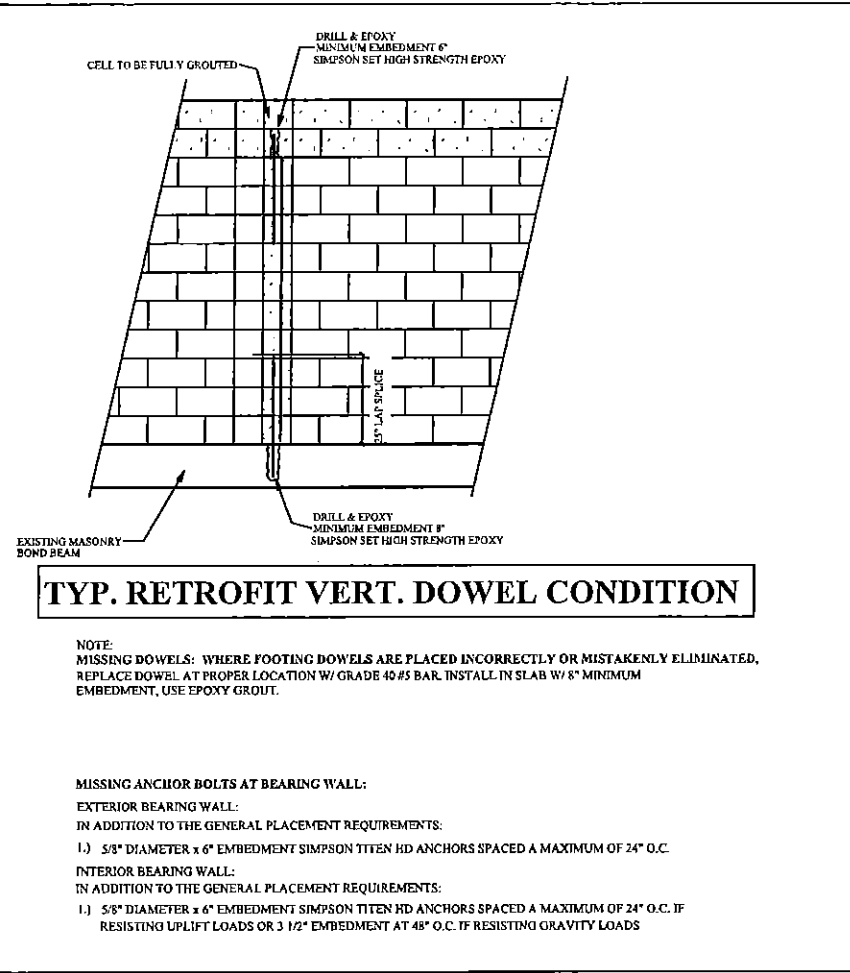 DRILL & EPOXY
MINIMUM EMBEDMENT 6"
SIMPSON SET HIGH STRENGTH EPOXY
CELL TO BE FULLY GROUTED
25" LAP SPLICE
DRILL & EPOXY
MINIMUM EMBEDMENT 8"
SIMPSON SET HIGH STRENGTH EPOXY
EXISTING MASONRY
BOND BEAM
TYP. RETROFIT VERT. DOWEL CONDITION
NOTE:
MISSING DOWELS: WHERE FOOTING DOWELS ARE PLACED INCORRECTLY OR MISTAKENLY ELIMINATED,
REPLACE DOWEL AT PROPER LOCATION W/ GRADE 40 #5 BAR. INSTALL IN SLAB W/ 8" MINIMUM
EMBEDMENT, USE EPOXY GROUT.
MISSING ANCHOR BOLTS AT BEARING WALL:
EXTERIOR BEARING WALL:
IN ADDITION TO THE GENERAL PLACEMENT REQUIREMENTS:
1.) 5/8" DIAMETER x 6" EMBEDMENT SIMPSON TITEN HD ANCHORS SPACED A MAXIMUM OF 24" O.C.
INTERIOR BEARING WALL:
IN ADDITION TO THE GENERAL PLACEMENT REQUIREMENTS:
1.) 5/8" DIAMETER x 6" EMBEDMENT SIMPSON TITEN HD ANCHORS SPACED A MAXIMUM OF 24" O.C. IF
RESISTING UPLIFT LOADS OR 3 1/2" EMBEDMENT AT 48" O.C. IF RESISTING GRAVITY LOADS